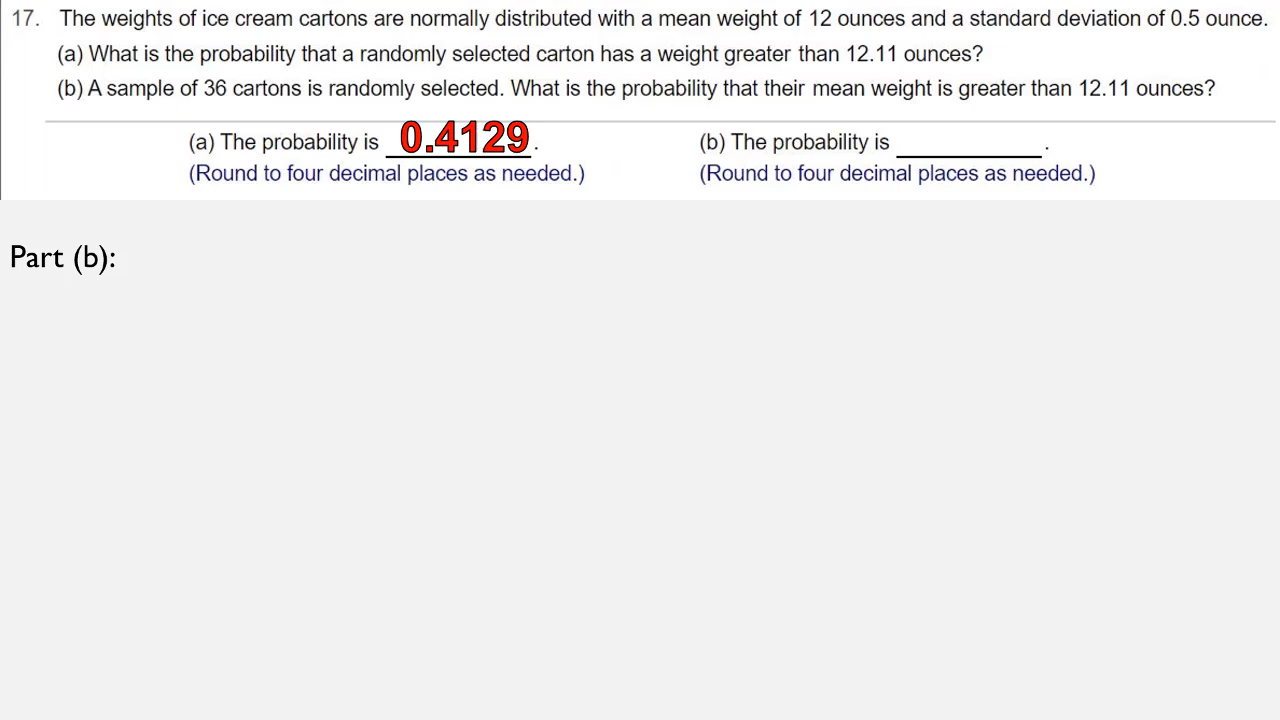 17. The weights of ice cream cartons are normally distributed with a mean weight of 12 ounces and a standard deviation of 0.5 ounce.
(a) What is the probability that a randomly selected carton has a weight greater than 12.11 ounces?
(b) A sample of 36 cartons is randomly selected. What is the probability that their mean weight is greater than 12.11 ounces?
(a) The probability is 0.4129.
(Round to four decimal places as needed.)
(b) The probability is ________.
(Round to four decimal places as needed.)
Part (b):